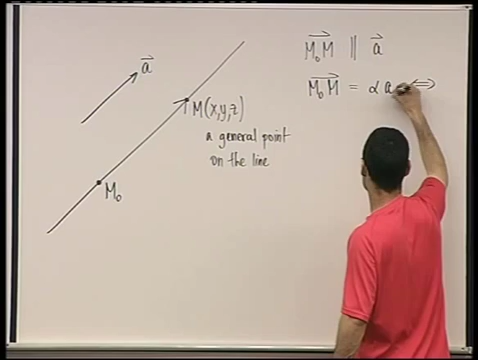 a⃗
M(x,y,z)
a general point
on the line
M₀
M₀M⃗ ∥ a⃗
M₀M⃗ = α a ⇔